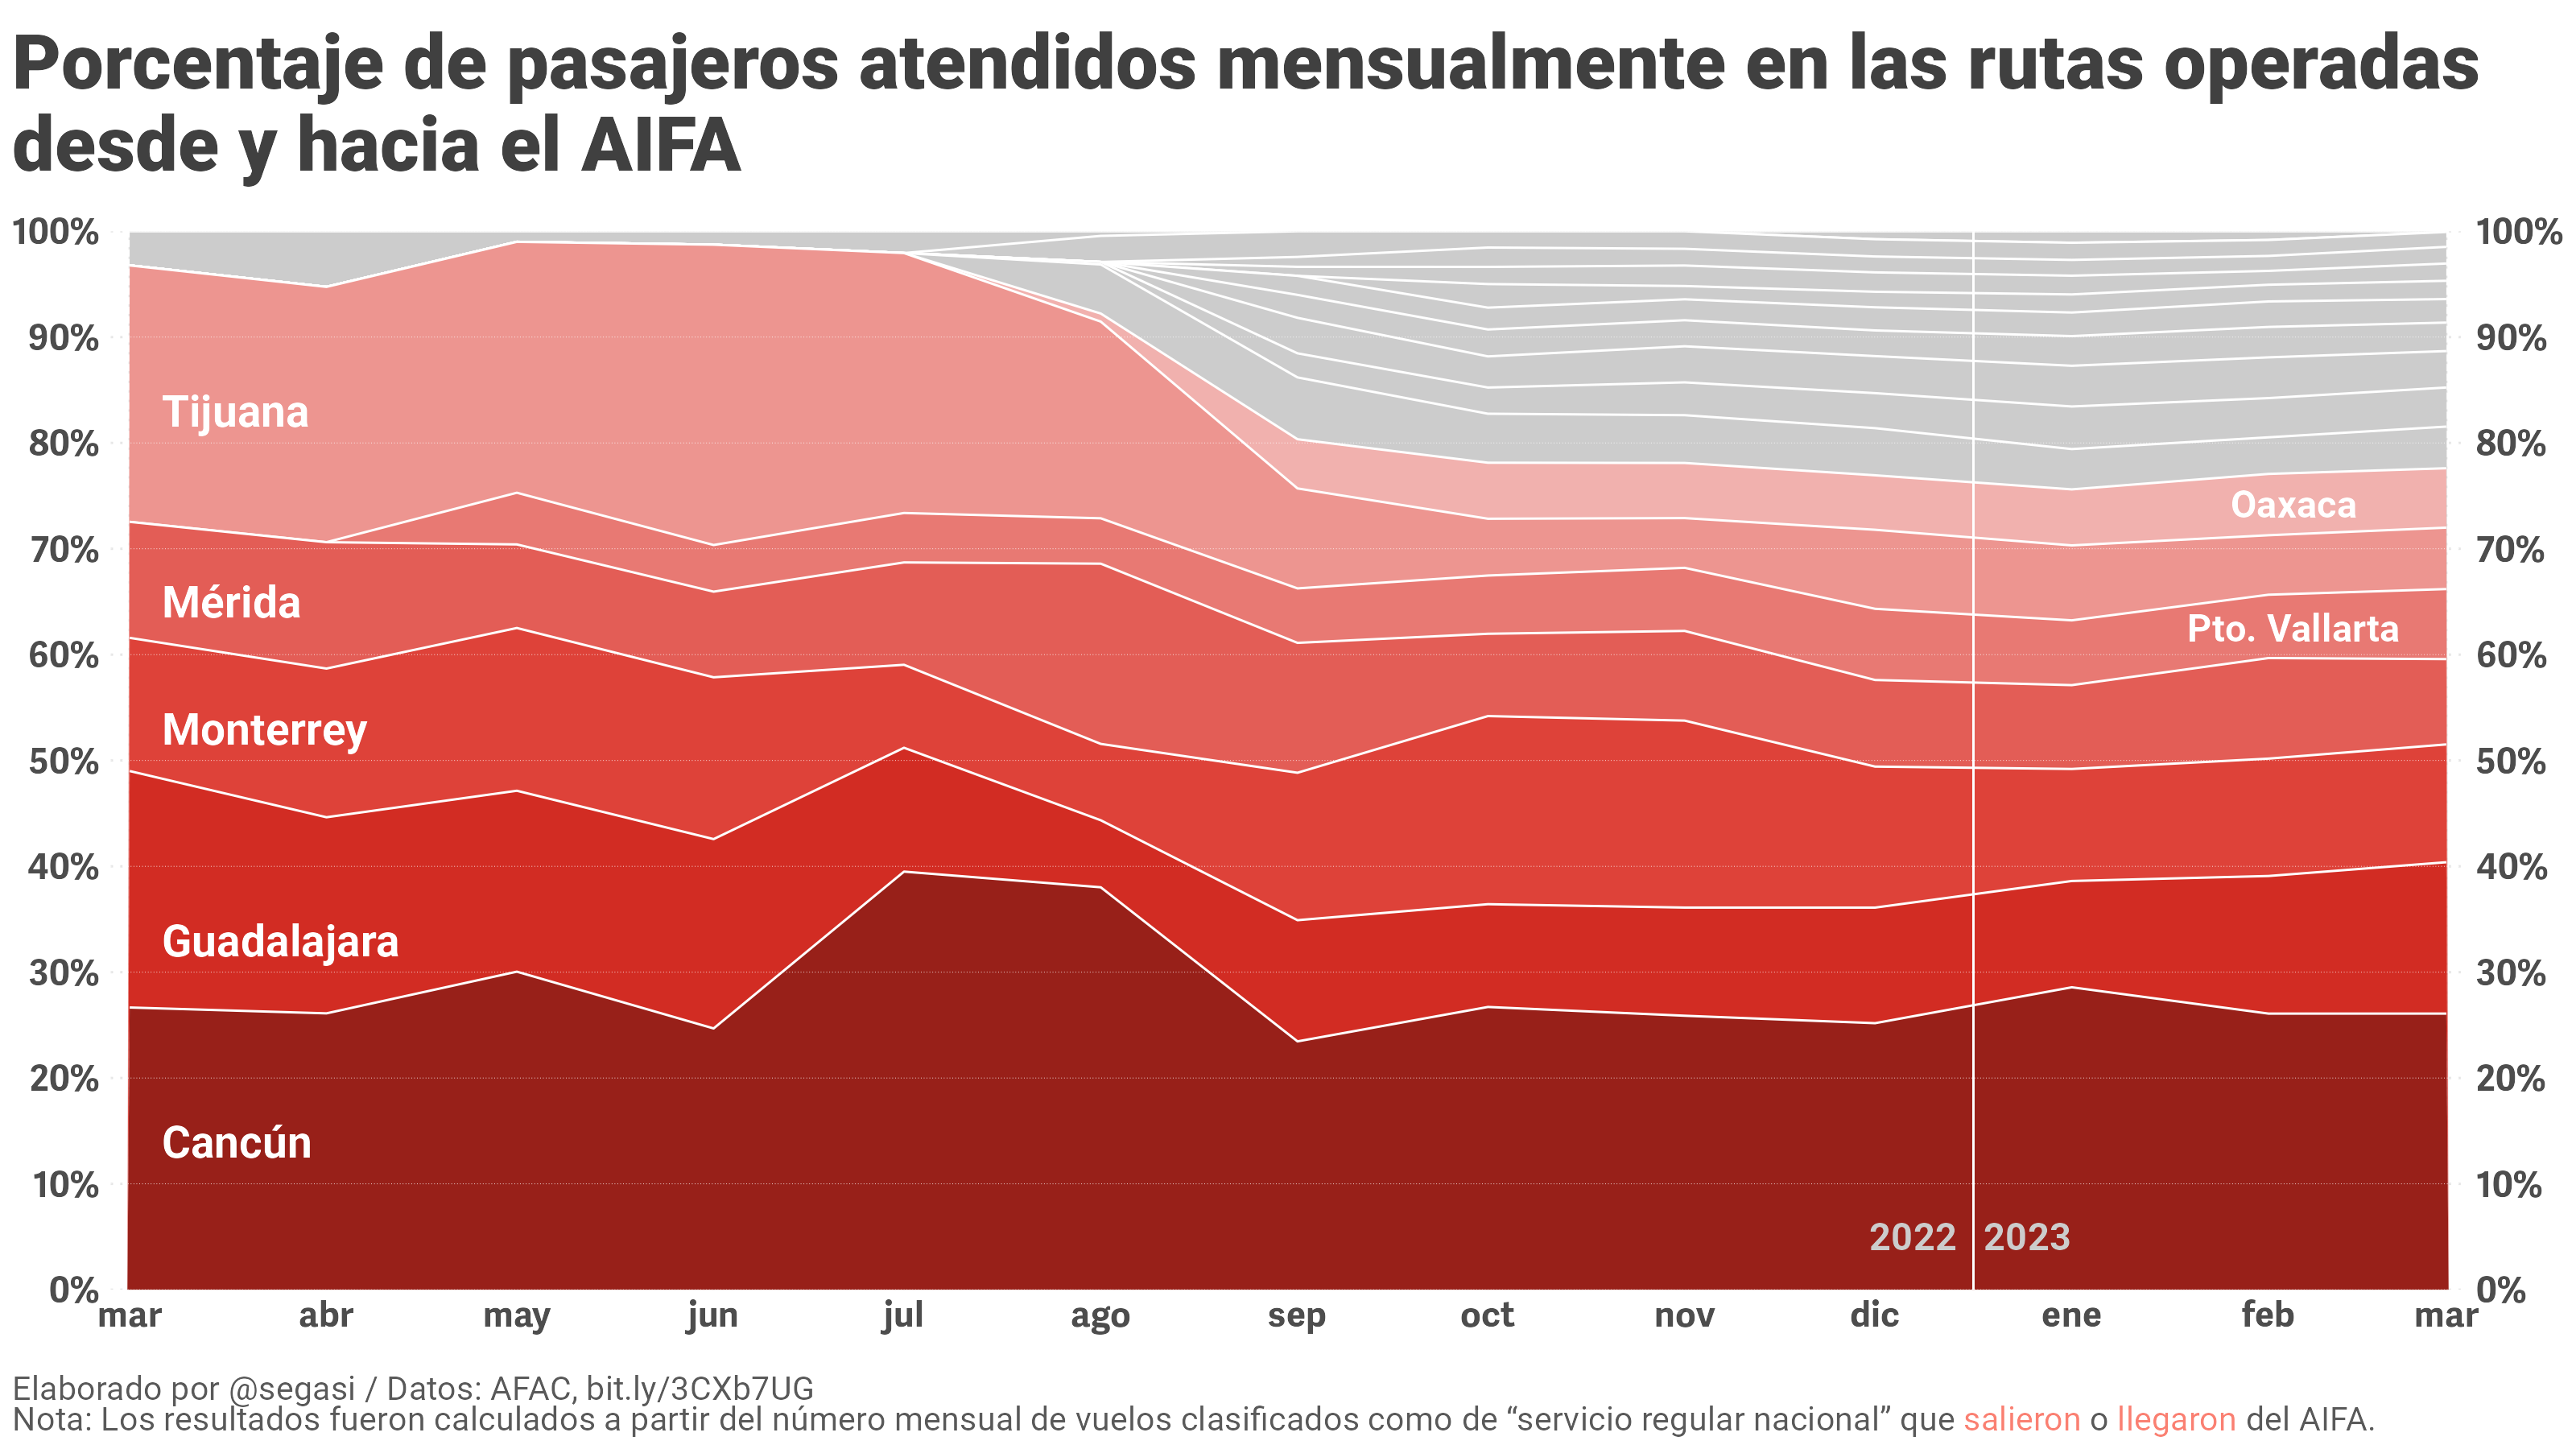 Porcentaje de pasajeros atendidos mensualmente en las rutas operadas
desde y hacia el AIFA
100% 100%
90% 90%
Tijuana
80% 80%
Oaxaca
70% 70%
Mérida
Pto. Vallarta
60% 60%
Monterrey
50% 50%
40% 40%
Guadalajara
30% 30%
20% 20%
Cancún
10% 10%
2022 2023
0% 0%
mar abr may jun jul ago sep oct nov dic ene feb mar
Elaborado por @segasi / Datos: AFAC, bit.ly/3CXb7UG
Nota: Los resultados fueron calculados a partir del número mensual de vuelos clasificados como de “servicio regular nacional” que salieron o llegaron del AIFA.